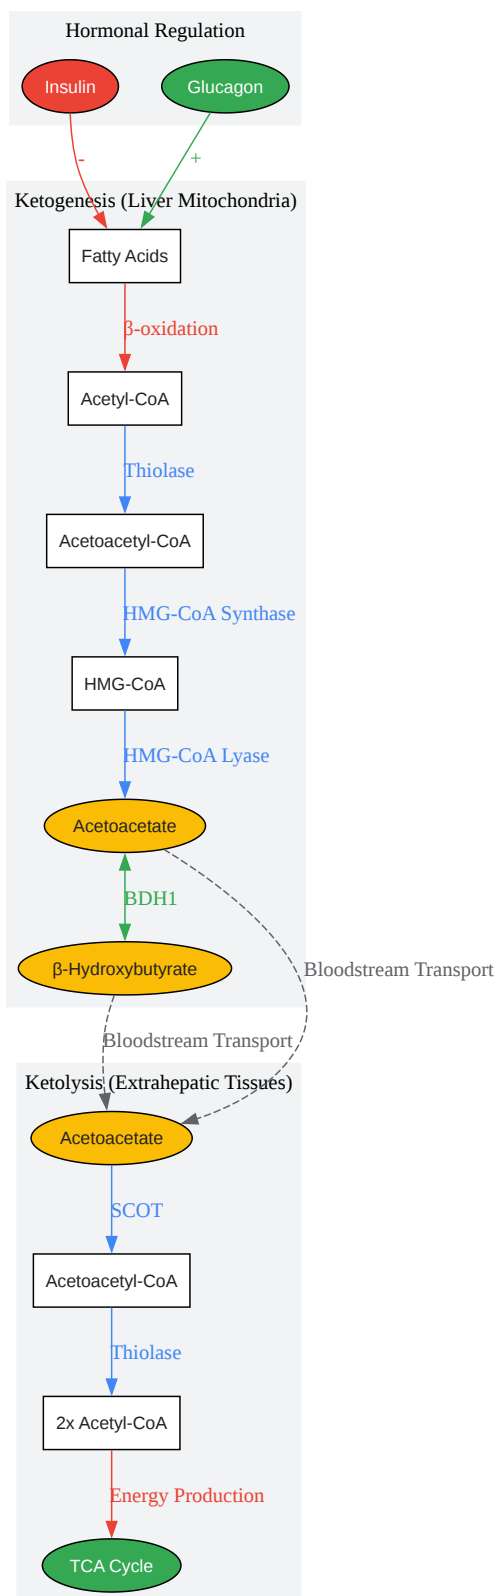 Hormonal Regulation
Insulin
Glucagon
-
+
Ketogenesis (Liver Mitochondria)
Fatty Acids
β-oxidation
Acetyl-CoA
Thiolase
Acetoacetyl-CoA
HMG-CoA Synthase
HMG-CoA
HMG-CoA Lyase
Acetoacetate
BDH1
β-Hydroxybutyrate
Bloodstream Transport
Bloodstream Transport
Ketolysis (Extrahepatic Tissues)
Acetoacetate
SCOT
Acetoacetyl-CoA
Thiolase
2x Acetyl-CoA
Energy Production
TCA Cycle